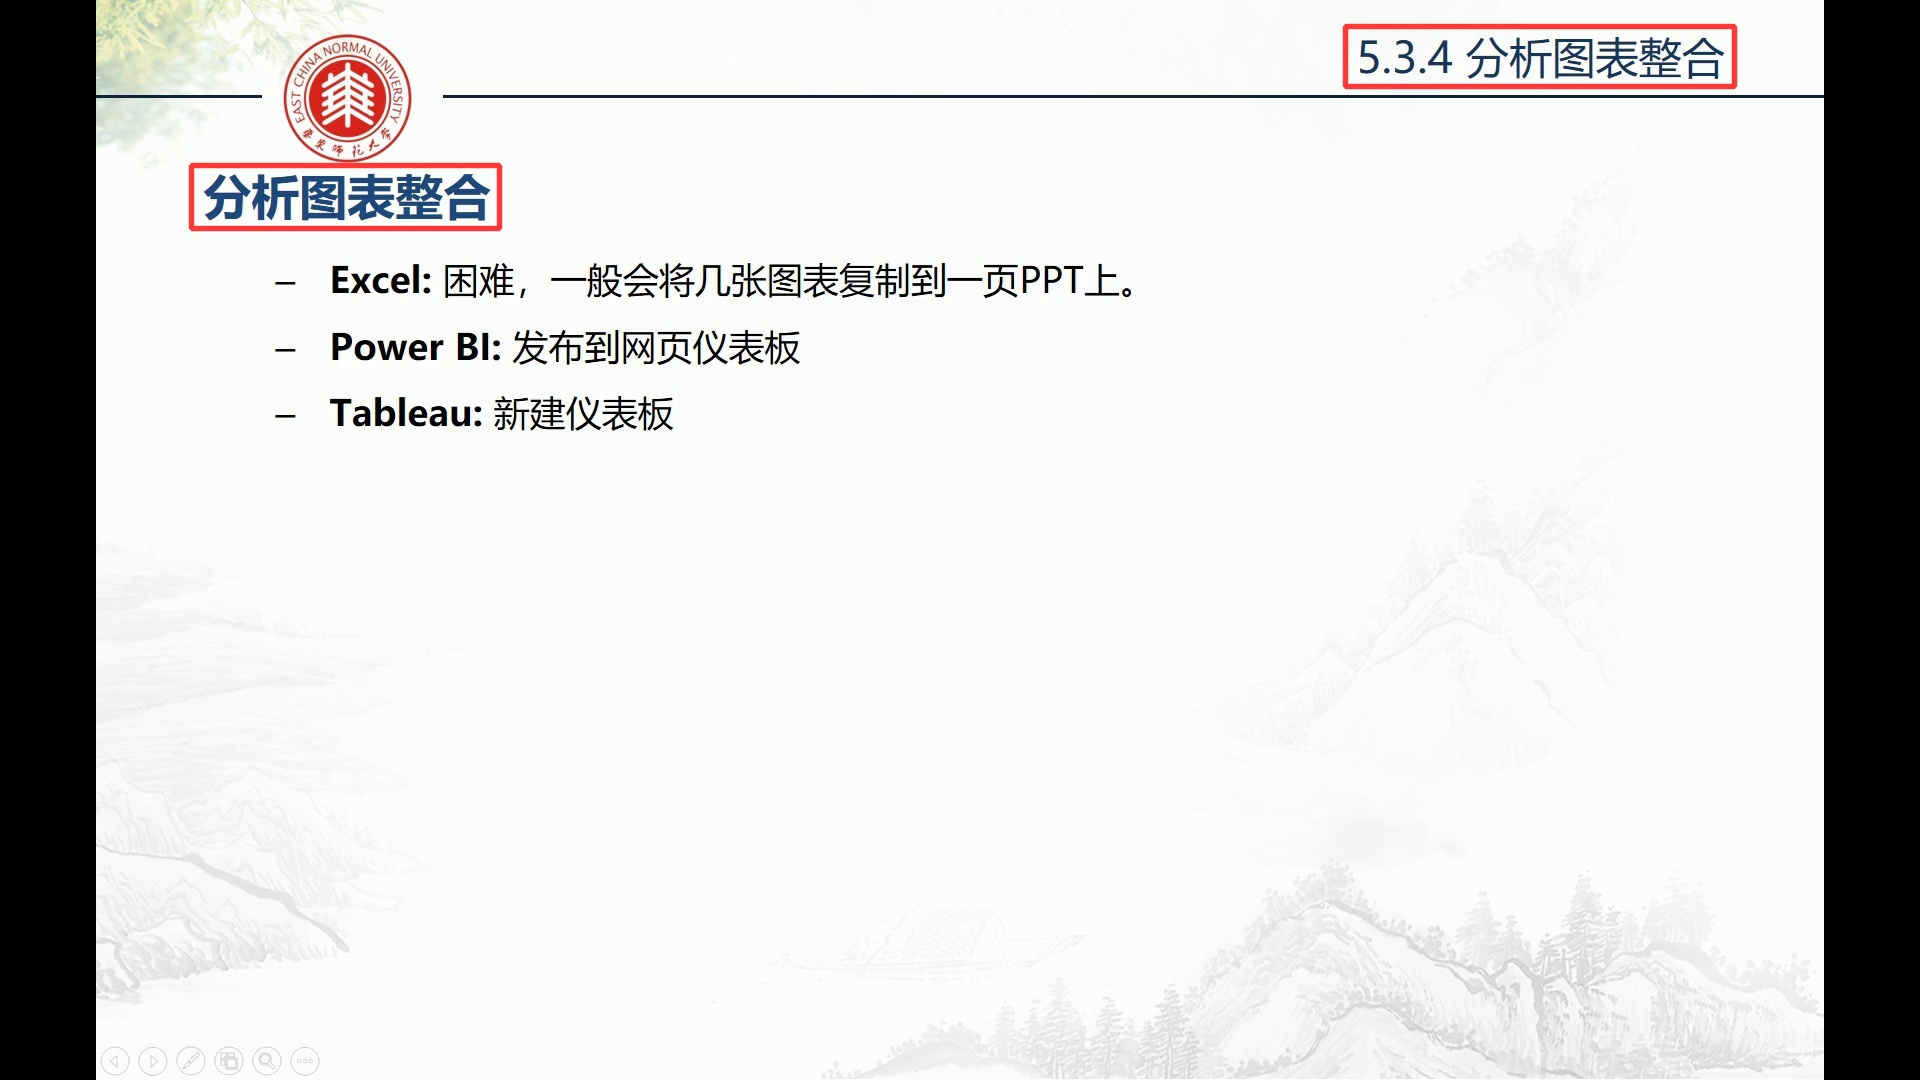 5.3.4 分析图表整合
EAST CHINA NORMAL UNIVERSITY
华东师范大学
分析图表整合
– Excel: 困难，一般会将几张图表复制到一页PPT上。
– Power BI: 发布到网页仪表板
– Tableau: 新建仪表板